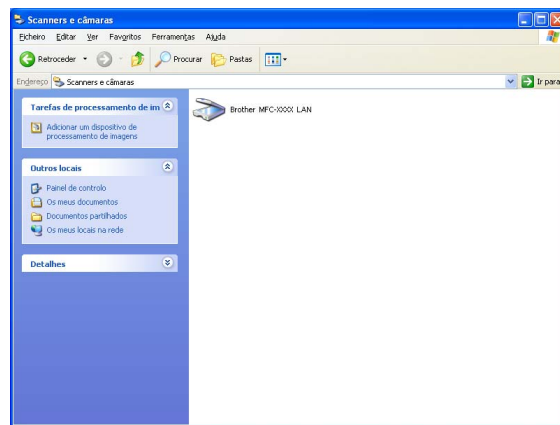 Scanners e câmaras
Ficheiro Editar Ver Favoritos Ferramentas Ajuda
Retroceder Procurar Pastas
Endereço Scanners e câmaras Ir para
Tarefas de processamento de im
Adicionar um dispositivo de
processamento de imagens
Outros locais
Painel de controlo
Os meus documentos
Documentos partilhados
Os meus locais na rede
Detalhes
Brother MFC-XXXX LAN